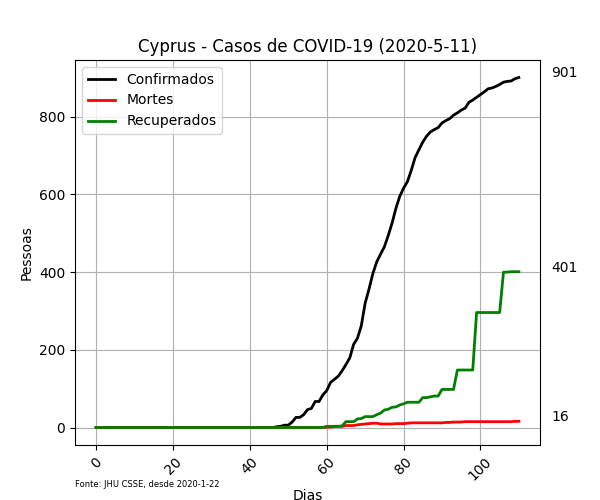 Cyprus - Casos de COVID-19 (2020-5-11)
Confirmados
Mortes
Recuperados
901
401
16
Pessoas
800
600
400
200
0
0
20
40
60
80
100
Fonte: JHU CSSE, desde 2020-1-22
Dias